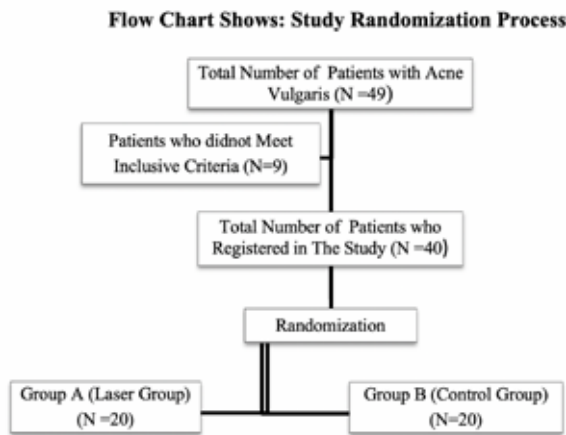 Flow Chart Shows: Study Randomization Process
Total Number of Patients with Acne
Vulgaris (N =49)
Patients who didnot Meet
Inclusive Criteria (N=9)
Total Number of Patients who
Registered in The Study (N =40)
Randomization
Group A (Laser Group)
(N =20)
Group B (Control Group)
(N=20)